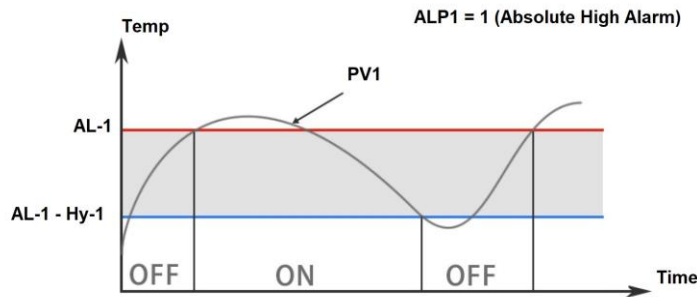 ALP1 = 1 (Absolute High Alarm)
Temp
PV1
AL-1
AL-1 - Hy-1
OFF ON OFF
Time